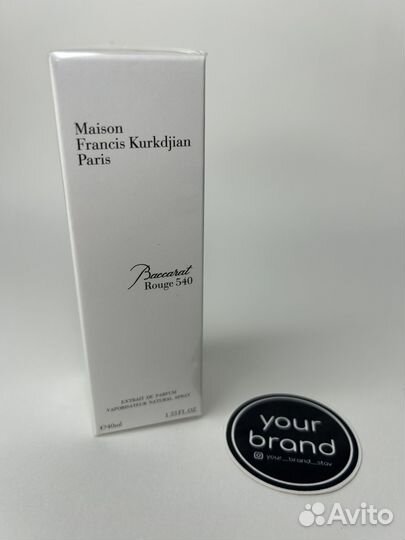 Maison
Francis Kurkdjian
Paris
Baccarat
Rouge 540
EXTRAIT DE PARFUM
VAPORISATEUR NATURAL SPRAY
℮40ml 1.35FL OZ
your
brand
your__brand_stav
Avito